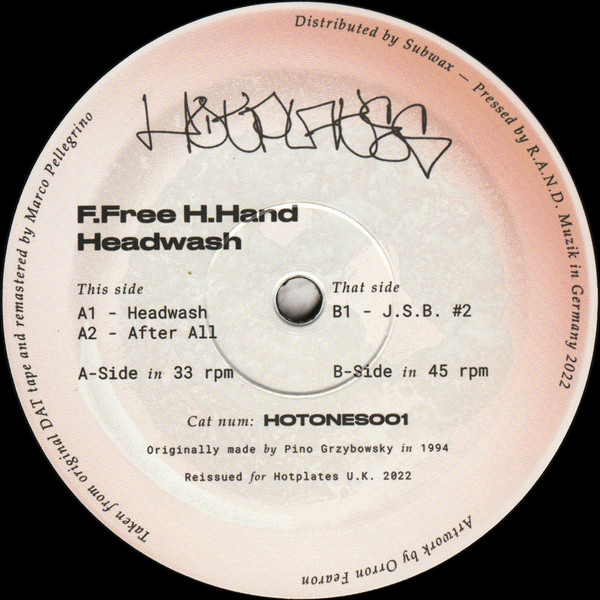 Distributed by Subwax — Pressed by R.A.N.D. Muzik in Germany 2022
HOTPLATES
F.Free H.Hand
Headwash
This side
A1 - Headwash
A2 - After All
A-Side in 33 rpm
That side
B1 - J.S.B. #2
B-Side in 45 rpm
Cat num: HOTONES001
Originally made by Pino Grzybowsky in 1994
Reissued for Hotplates U.K. 2022
Artwork by Orron Fearon
Taken from original DAT tape and remastered by Marco Pellegrino